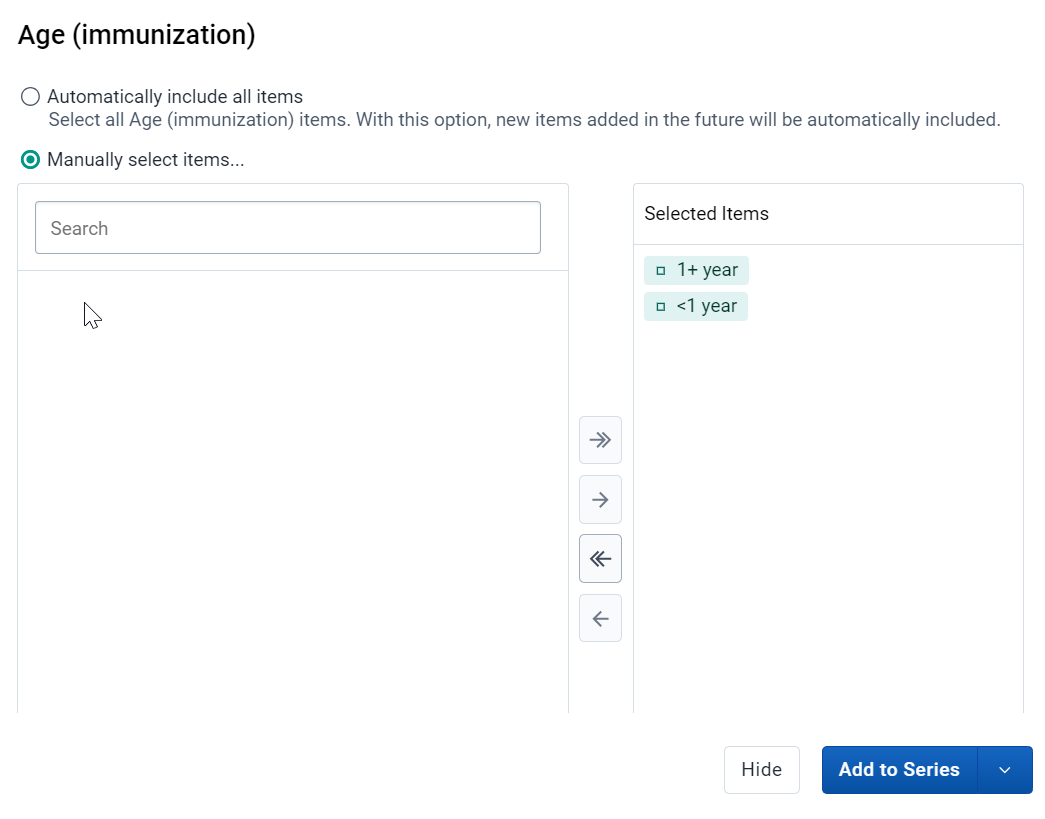 Age (immunization)
Automatically include all items
Select all Age (immunization) items. With this option, new items added in the future will be automatically included.
Manually select items...
Search
Selected Items
1+ year
<1 year
Hide
Add to Series